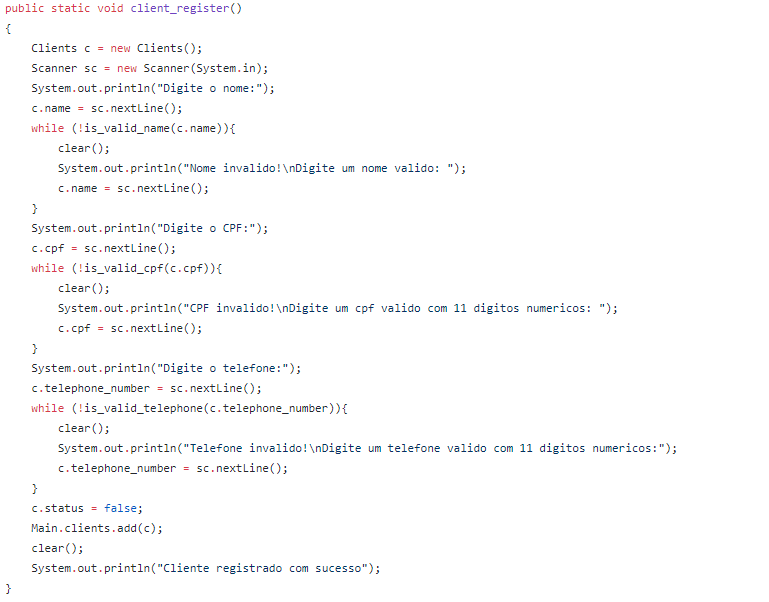 public static void client_register()
{
    Clients c = new Clients();
    Scanner sc = new Scanner(System.in);
    System.out.println("Digite o nome:");
    c.name = sc.nextLine();
    while (!is_valid_name(c.name)){
        clear();
        System.out.println("Nome invalido!\nDigite um nome valido: ");
        c.name = sc.nextLine();
    }
    System.out.println("Digite o CPF:");
    c.cpf = sc.nextLine();
    while (!is_valid_cpf(c.cpf)){
        clear();
        System.out.println("CPF invalido!\nDigite um cpf valido com 11 digitos numericos: ");
        c.cpf = sc.nextLine();
    }
    System.out.println("Digite o telefone:");
    c.telephone_number = sc.nextLine();
    while (!is_valid_telephone(c.telephone_number)){
        clear();
        System.out.println("Telefone invalido!\nDigite um telefone valido com 11 digitos numericos:");
        c.telephone_number = sc.nextLine();
    }
    c.status = false;
    Main.clients.add(c);
    clear();
    System.out.println("Cliente registrado com sucesso");
}